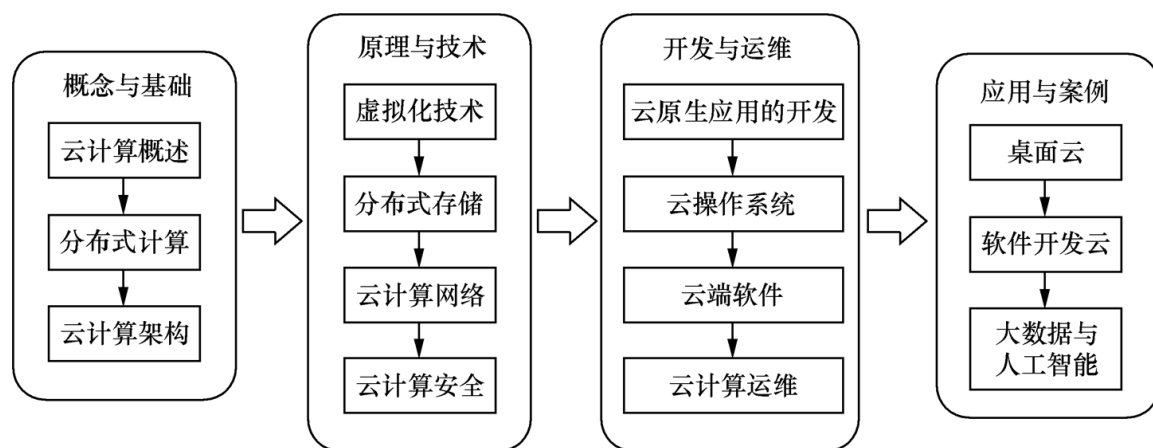 概念与基础
云计算概述
分布式计算
云计算架构
原理与技术
虚拟化技术
分布式存储
云计算网络
云计算安全
开发与运维
云原生应用的开发
云操作系统
云端软件
云计算运维
应用与案例
桌面云
软件开发云
大数据与
人工智能